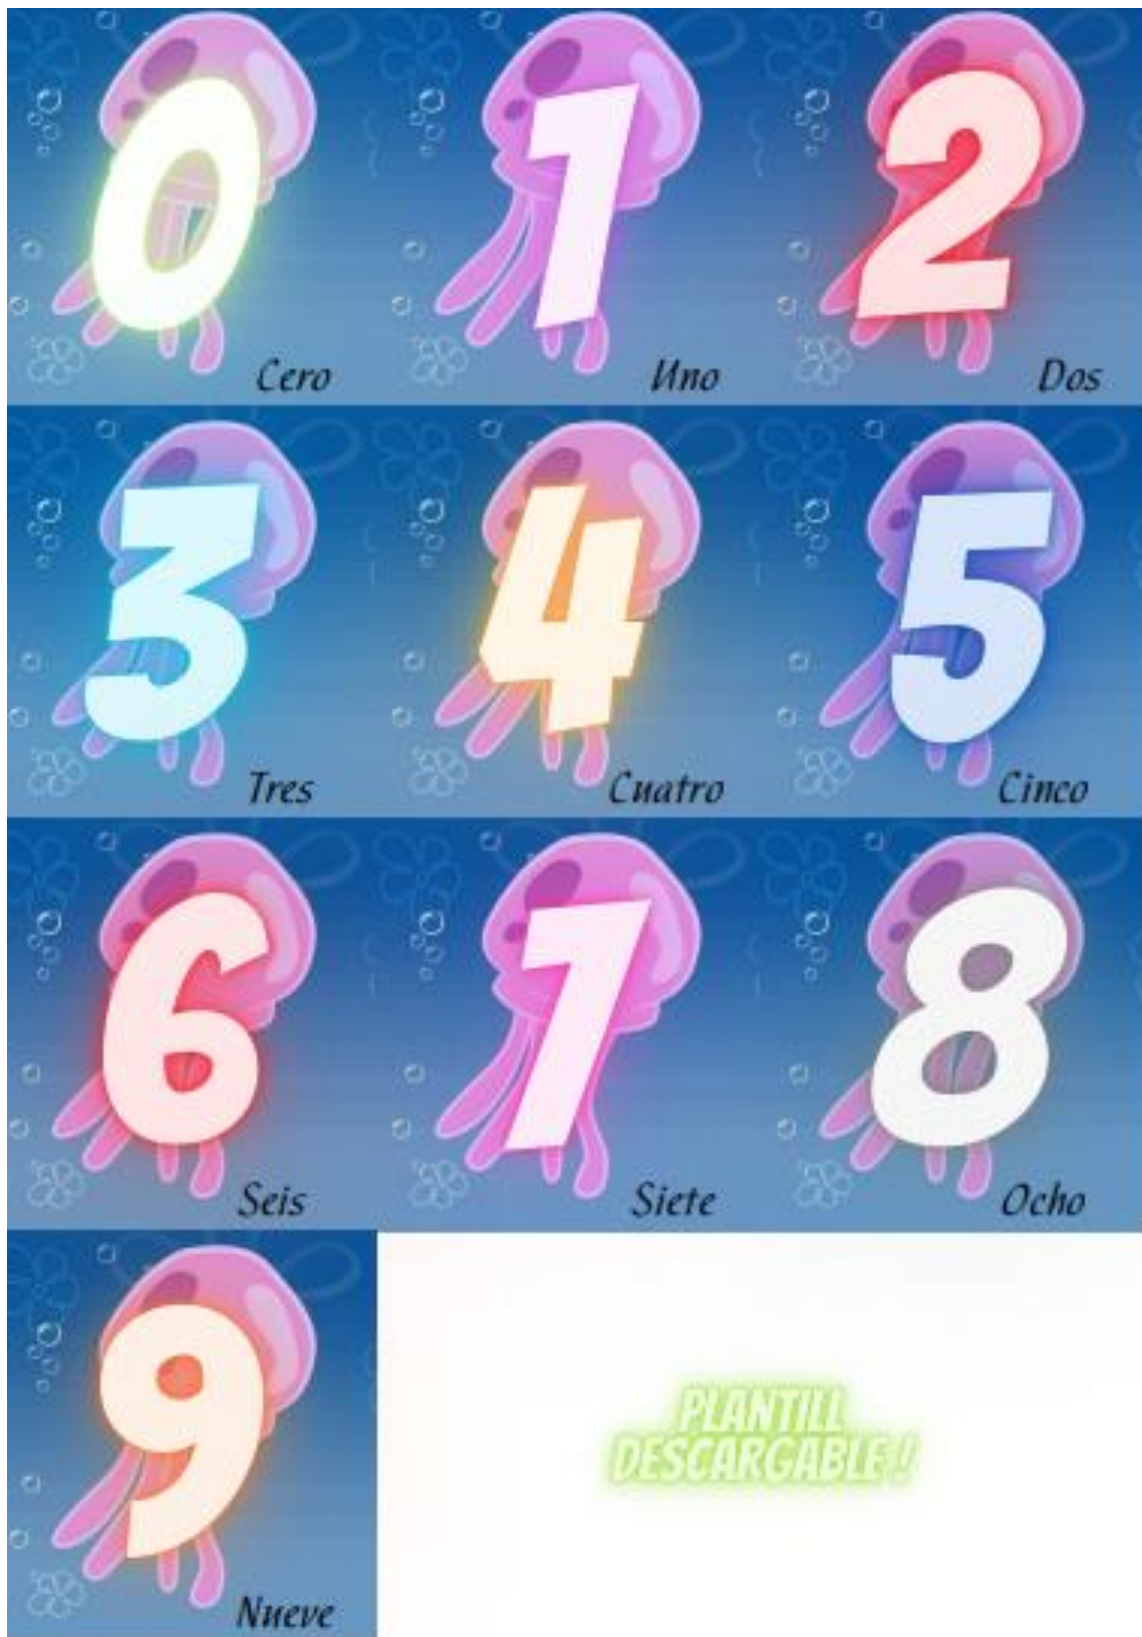 0
Cero
1
Uno
2
Dos
3
Tres
4
Cuatro
5
Cinco
6
Seis
7
Siete
8
Ocho
9
Nueve
PLANTILL
DESCARGABLE !